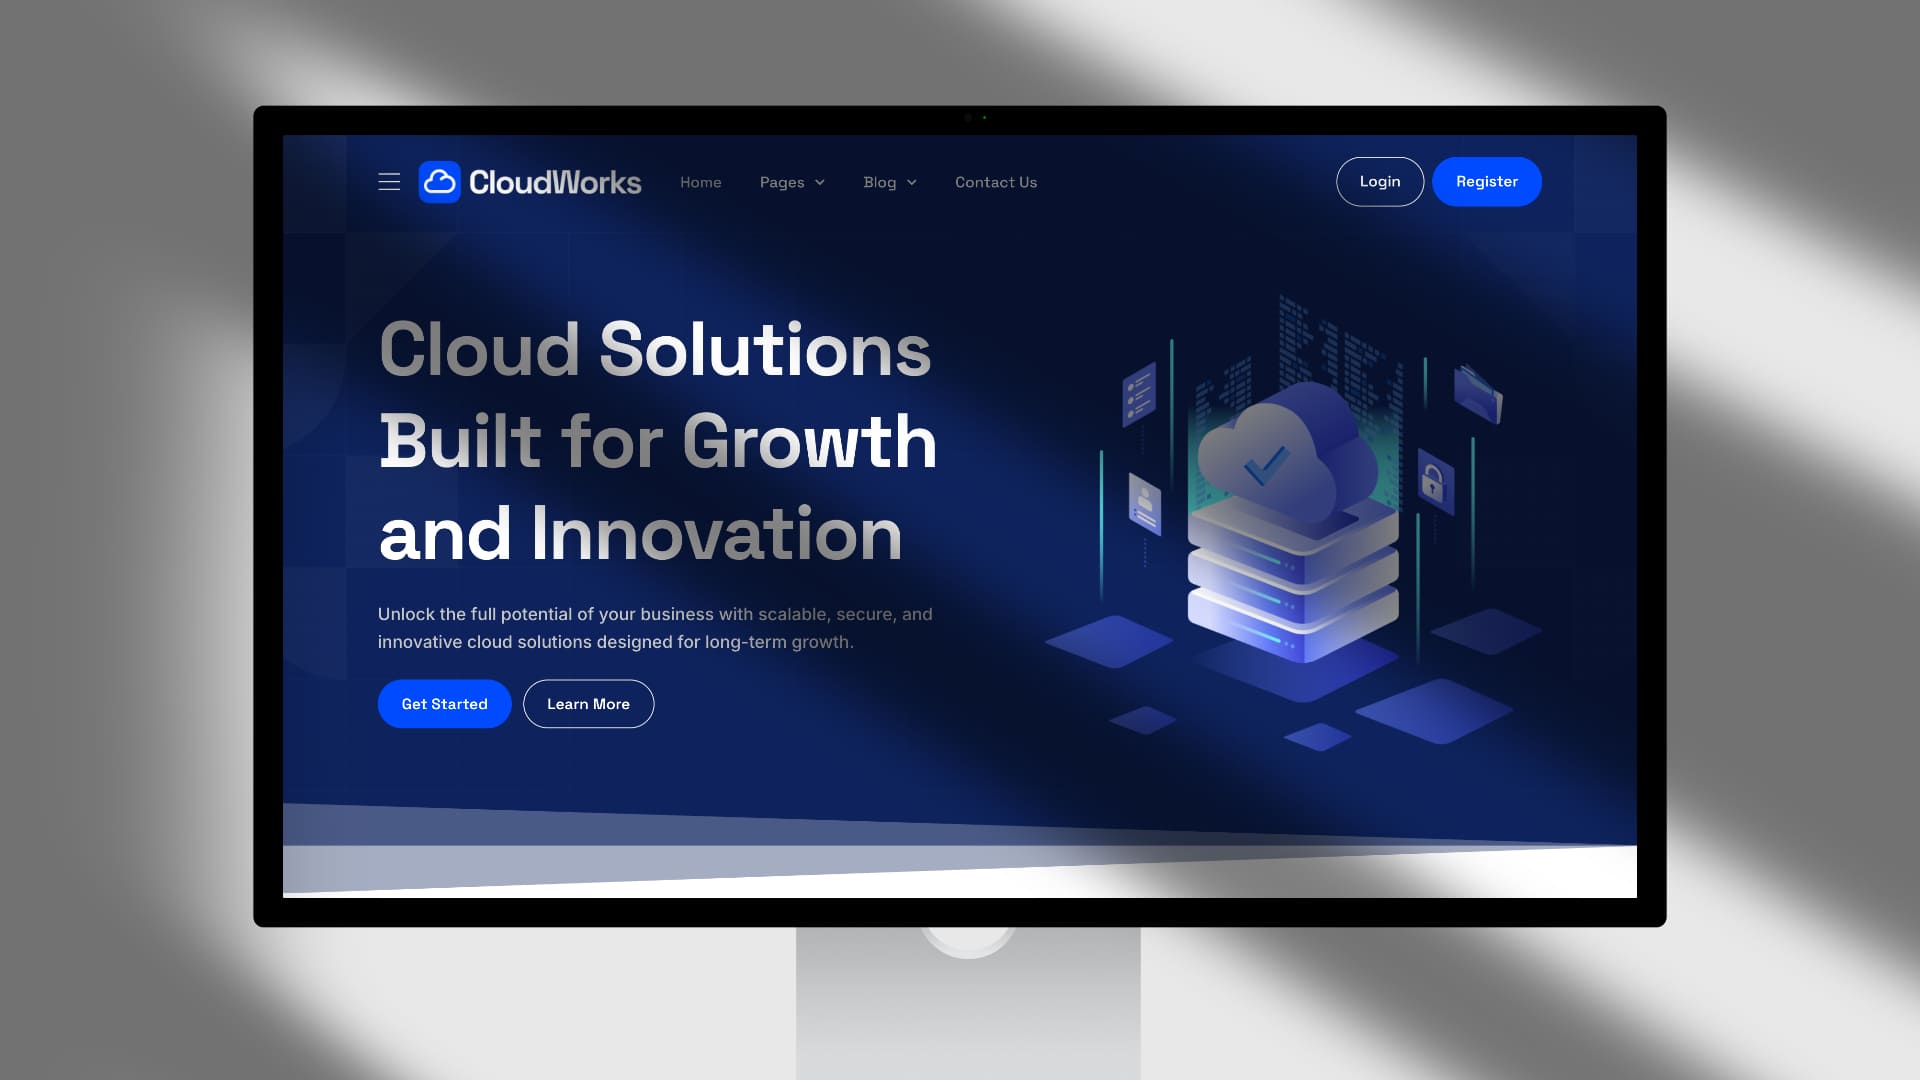 CloudWorks
Home
Pages
Blog
Contact Us
Login
Register
Cloud Solutions
Built for Growth
and Innovation
Unlock the full potential of your business with scalable, secure, and
innovative cloud solutions designed for long-term growth.
Get Started
Learn More